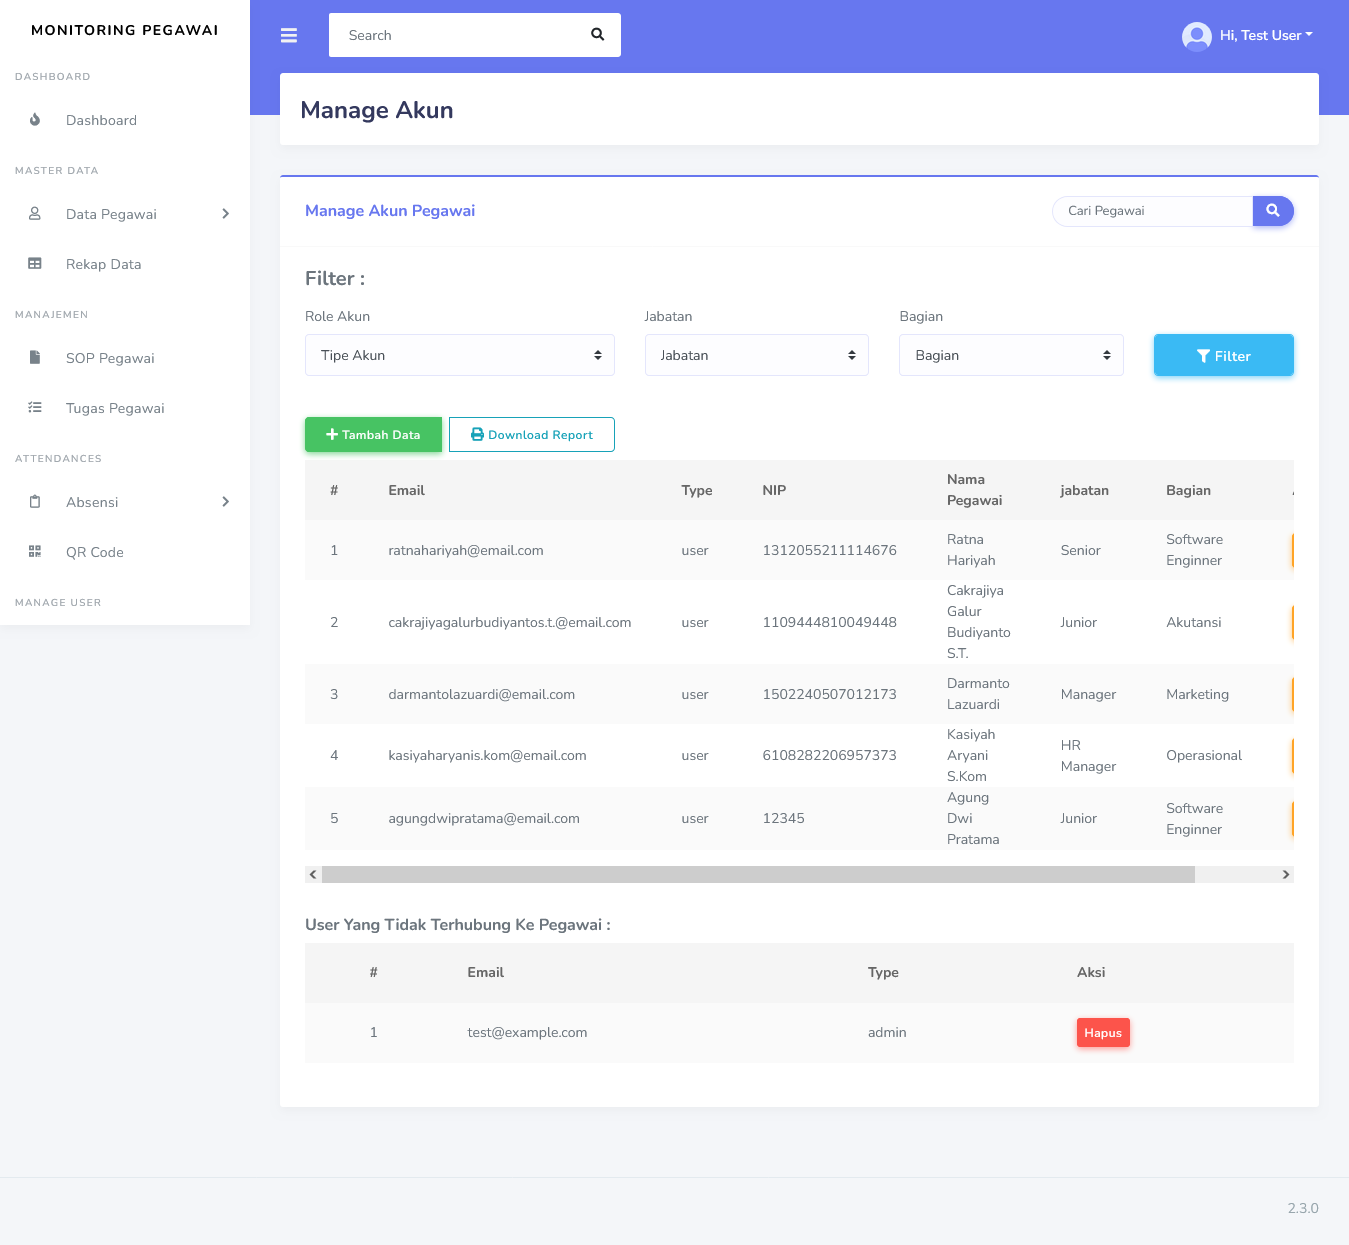 MONITORING PEGAWAI
Search
Hi, Test User
DASHBOARD
Dashboard
MASTER DATA
Data Pegawai
Rekap Data
MANAJEMEN
SOP Pegawai
Tugas Pegawai
ATTENDANCES
Absensi
QR Code
MANAGE USER
Manage Akun
Manage Akun Pegawai
Cari Pegawai
Filter :
Role Akun Jabatan Bagian
Tipe Akun Jabatan Bagian Filter
Tambah Data Download Report
# Email Type NIP Nama Pegawai jabatan Bagian
1 ratnahariyah@email.com user 1312055211114676 Ratna Hariyah Senior Software Enginner
2 cakrajiyagalurbudiyantos.t.@email.com user 1109444810049448 Cakrajiya Galur Budiyanto S.T. Junior Akutansi
3 darmantolazuardi@email.com user 1502240507012173 Darmanto Lazuardi Manager Marketing
4 kasiyaharyanis.kom@email.com user 6108282206957373 Kasiyah Aryani S.Kom HR Manager Operasional
5 agungdwipratama@email.com user 12345 Agung Dwi Pratama Junior Software Enginner
User Yang Tidak Terhubung Ke Pegawai :
# Email Type Aksi
1 test@example.com admin Hapus
2.3.0